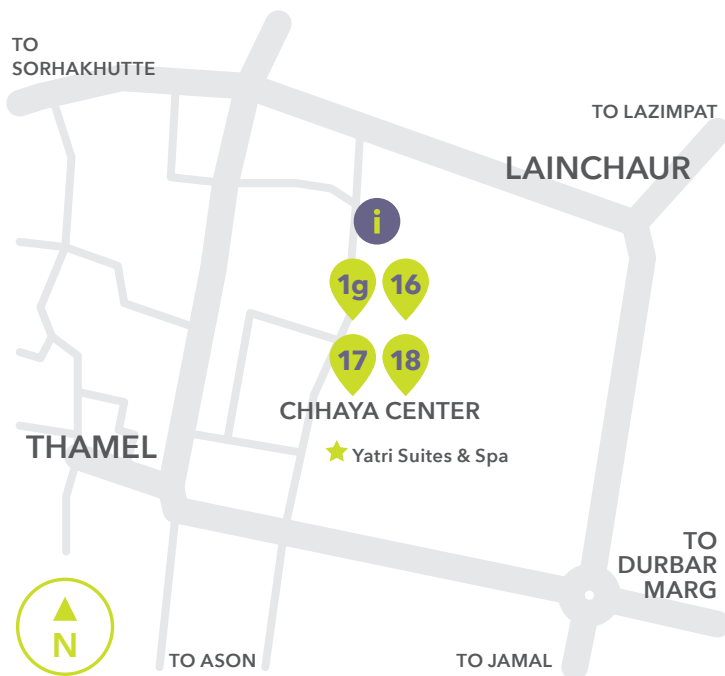 TO
SORHAKHUTTE
TO LAZIMPAT
LAINCHAUR
i
1g 16
17 18
CHHAYA CENTER
THAMEL
Yatri Suites & Spa
TO
DURBAR
MARG
N
TO ASON
TO JAMAL